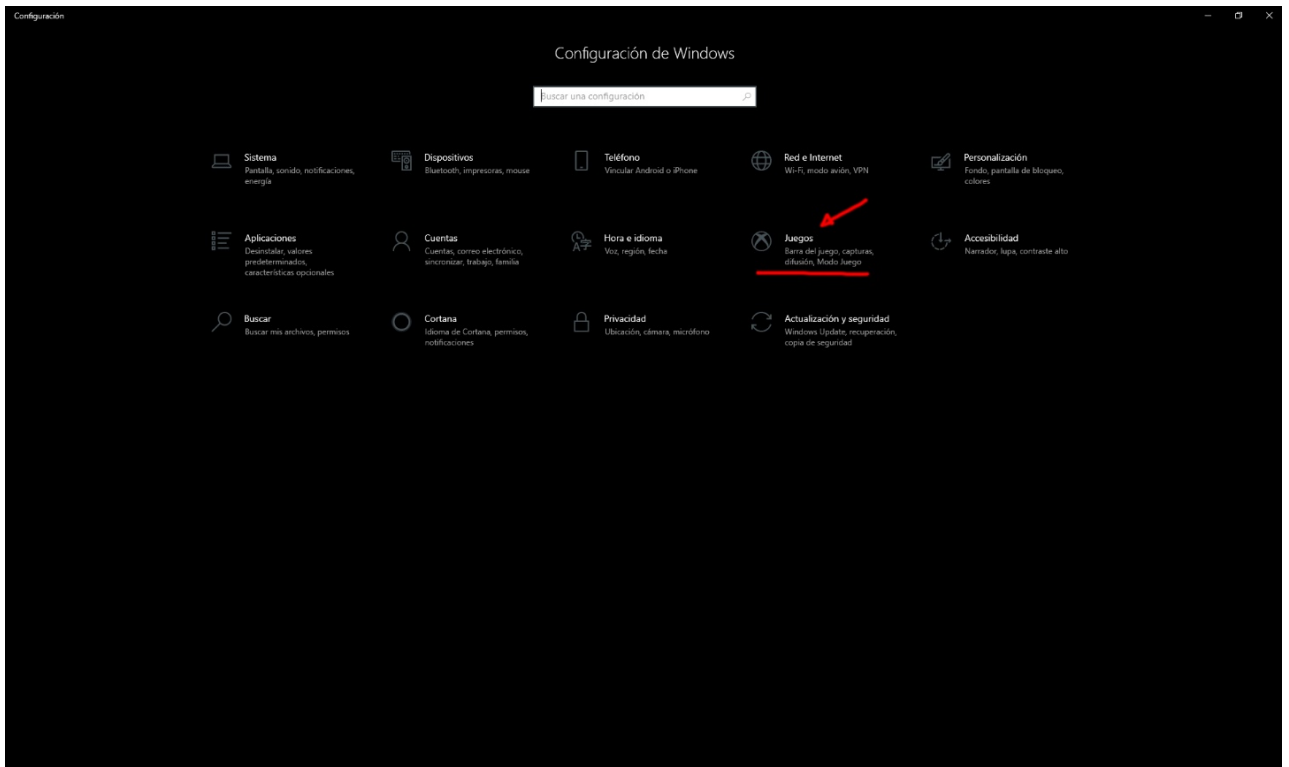 Configuración
Configuración de Windows
Buscar una configuración
Sistema
Pantalla, sonido, notificaciones,
energía
Dispositivos
Bluetooth, impresoras, mouse
Teléfono
Vincular Android o iPhone
Red e Internet
Wi-Fi, modo avión, VPN
Personalización
Fondo, pantalla de bloqueo,
colores
Aplicaciones
Desinstalar, valores
predeterminados,
características opcionales
Cuentas
Cuentas, correo electrónico,
sincronizar, trabajo, familia
Hora e idioma
Voz, región, fecha
Juegos
Barra del juego, capturas,
difusión, Modo Juego
Accesibilidad
Narrador, lupa, contraste alto
Buscar
Buscar mis archivos, permisos
Cortana
Idioma de Cortana, permisos,
notificaciones
Privacidad
Ubicación, cámara, micrófono
Actualización y seguridad
Windows Update, recuperación,
copia de seguridad